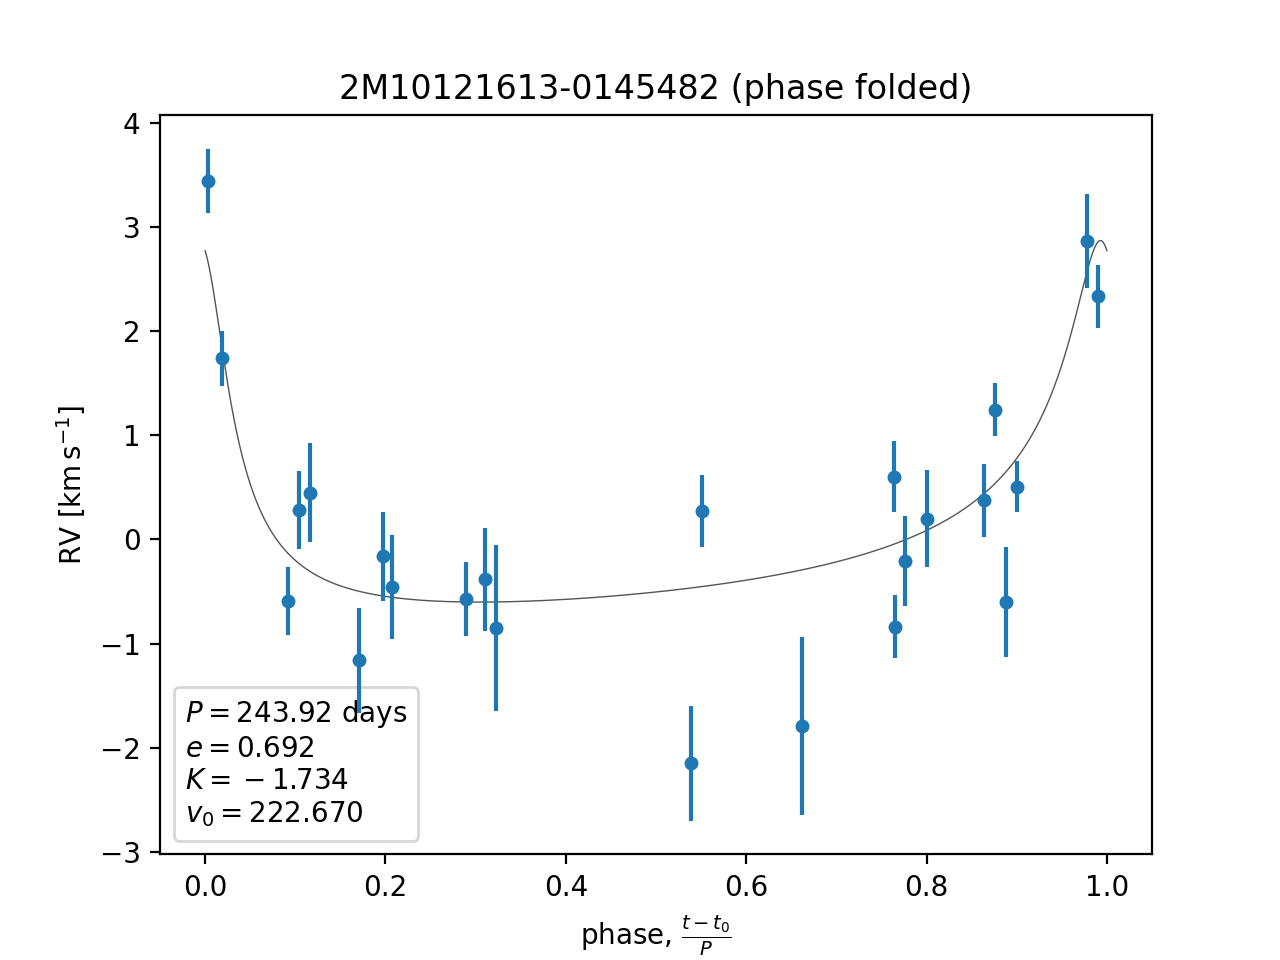 2M10121613-0145482 (phase folded)
4
3
2
1
0
−1
−2
−3
RV [km s⁻¹]
P = 243.92 days
e = 0.692
K = −1.734
v₀ = 222.670
0.0 0.2 0.4 0.6 0.8 1.0
phase, (t − t₀)/P